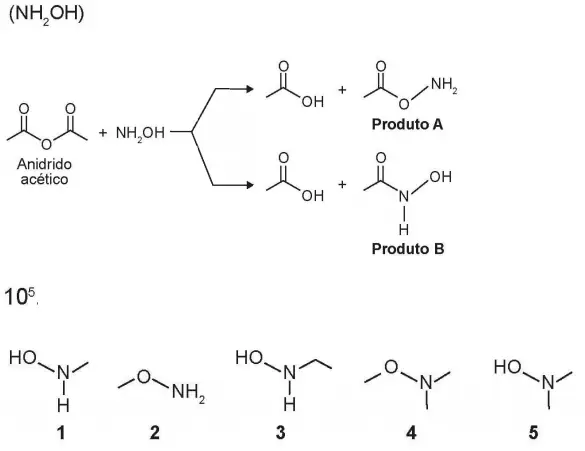 (NH₂OH)
O
OH
+
O
O
NH₂
Produto A
O
O
O
+ NH₂OH
Anidrido
acético
O
OH
+
O
N
OH
H
Produto B
10⁵.
HO
N
H
1
O
NH₂
2
HO
N
H
3
O
N
4
HO
N
5